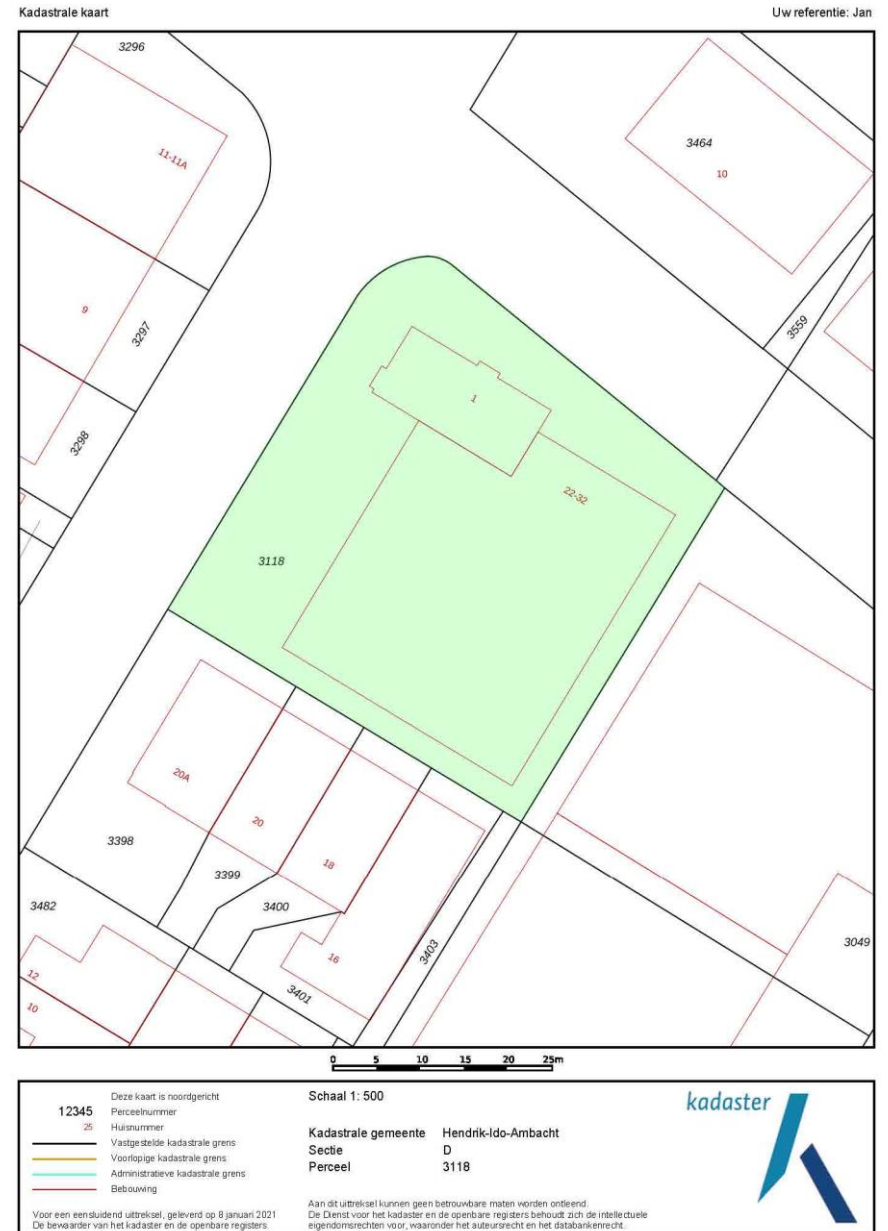 Kadastrale kaart
Uw referentie: Jan
3296
11-11A
3464
10
9
3297
3559
1
3298
22-32
3118
20A
20
3398
18
3399
3482
3400
16
3403
3049
12
3401
10
0 5 10 15 20 25m
Deze kaart is noordgericht
12345 Perceelnummer
25 Huisnummer
Vastgestelde kadastrale grens
Voorlopige kadastrale grens
Administratieve kadastrale grens
Bebouwing
Voor een eensluidend uittreksel, geleverd op 8 januari 2021
De bewaarder van het kadaster en de openbare registers
Schaal 1: 500
Kadastrale gemeente Hendrik-Ido-Ambacht
Sectie D
Perceel 3118
Aan dit uittreksel kunnen geen betrouwbare maten worden ontleend.
De Dienst voor het kadaster en de openbare registers behoudt zich de intellectuele
eigendomsrechten voor, waaronder het auteursrecht en het databankenrecht.
kadaster